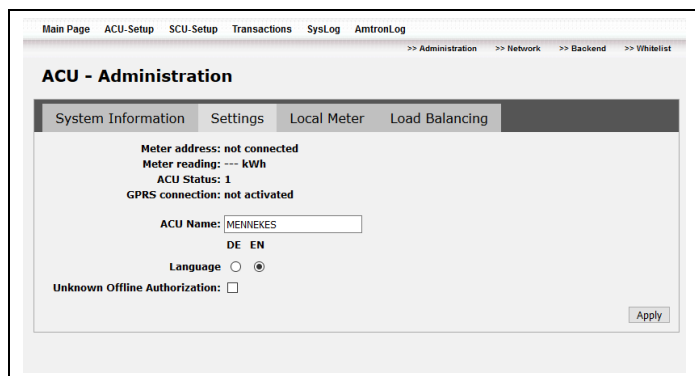 Main Page ACU-Setup SCU-Setup Transactions SysLog AmtronLog
>> Administration >> Network >> Backend >> Whitelist
ACU - Administration
System Information Settings Local Meter Load Balancing
Meter address: not connected
Meter reading: --- kWh
ACU Status: 1
GPRS connection: not activated
ACU Name: MENNEKES
DE EN
Language
Unknown Offline Authorization:
Apply